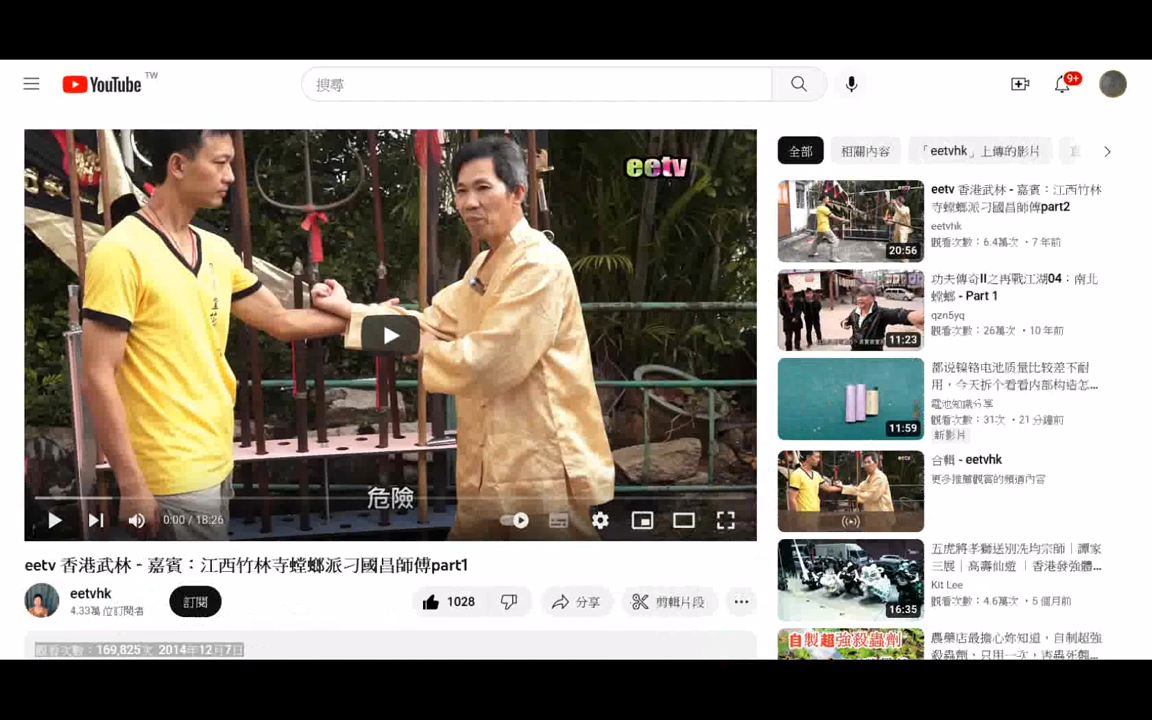 YouTube TW
搜尋
9+
eetv
危險
0:00 / 18:26
eetv 香港武林 - 嘉賓：江西竹林寺螳螂派刁國昌師傅part1
eetvhk
4.33萬 位訂閱者
訂閱
1028
分享
剪輯片段
觀看次數：169,825次 2014年12月7日
全部
相關內容
「eetvhk」上傳的影片
eetv 香港武林 - 嘉賓：江西竹林
寺螳螂派刁國昌師傅part2
eetvhk
觀看次數：6.4萬次 · 7 年前
20:56
功夫傳奇II之再戰江湖04：南北
螳螂 - Part 1
qzn5yq
觀看次數：26萬次 · 10 年前
11:23
都说镍铬电池质量比较差不耐
用，今天拆个看看内部构造怎...
電池知識分享
觀看次數：31次 · 21 分鐘前
新影片
11:59
合輯 - eetvhk
更多推薦觀賞的頻道內容
五虎將孝獅送別冼均宗師｜譚家
三展｜高壽仙遊 ｜香港發強體...
Kit Lee
觀看次數：4.6萬次 · 5 個月前
16:35
自製超強殺蟲劑
農藥店最擔心妳知道，自制超強
殺蟲劑，只用一次，害蟲死翹...